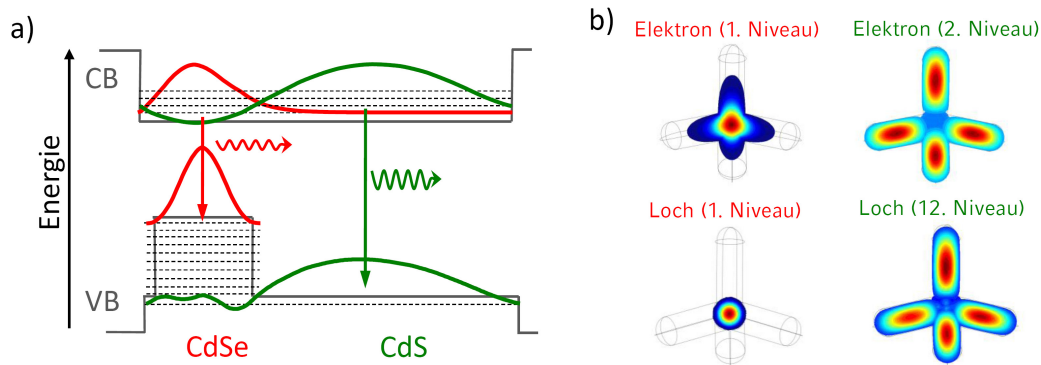 a)
Energie
CB
VB
CdSe
CdS
b)
Elektron (1. Niveau)
Elektron (2. Niveau)
Loch (1. Niveau)
Loch (12. Niveau)